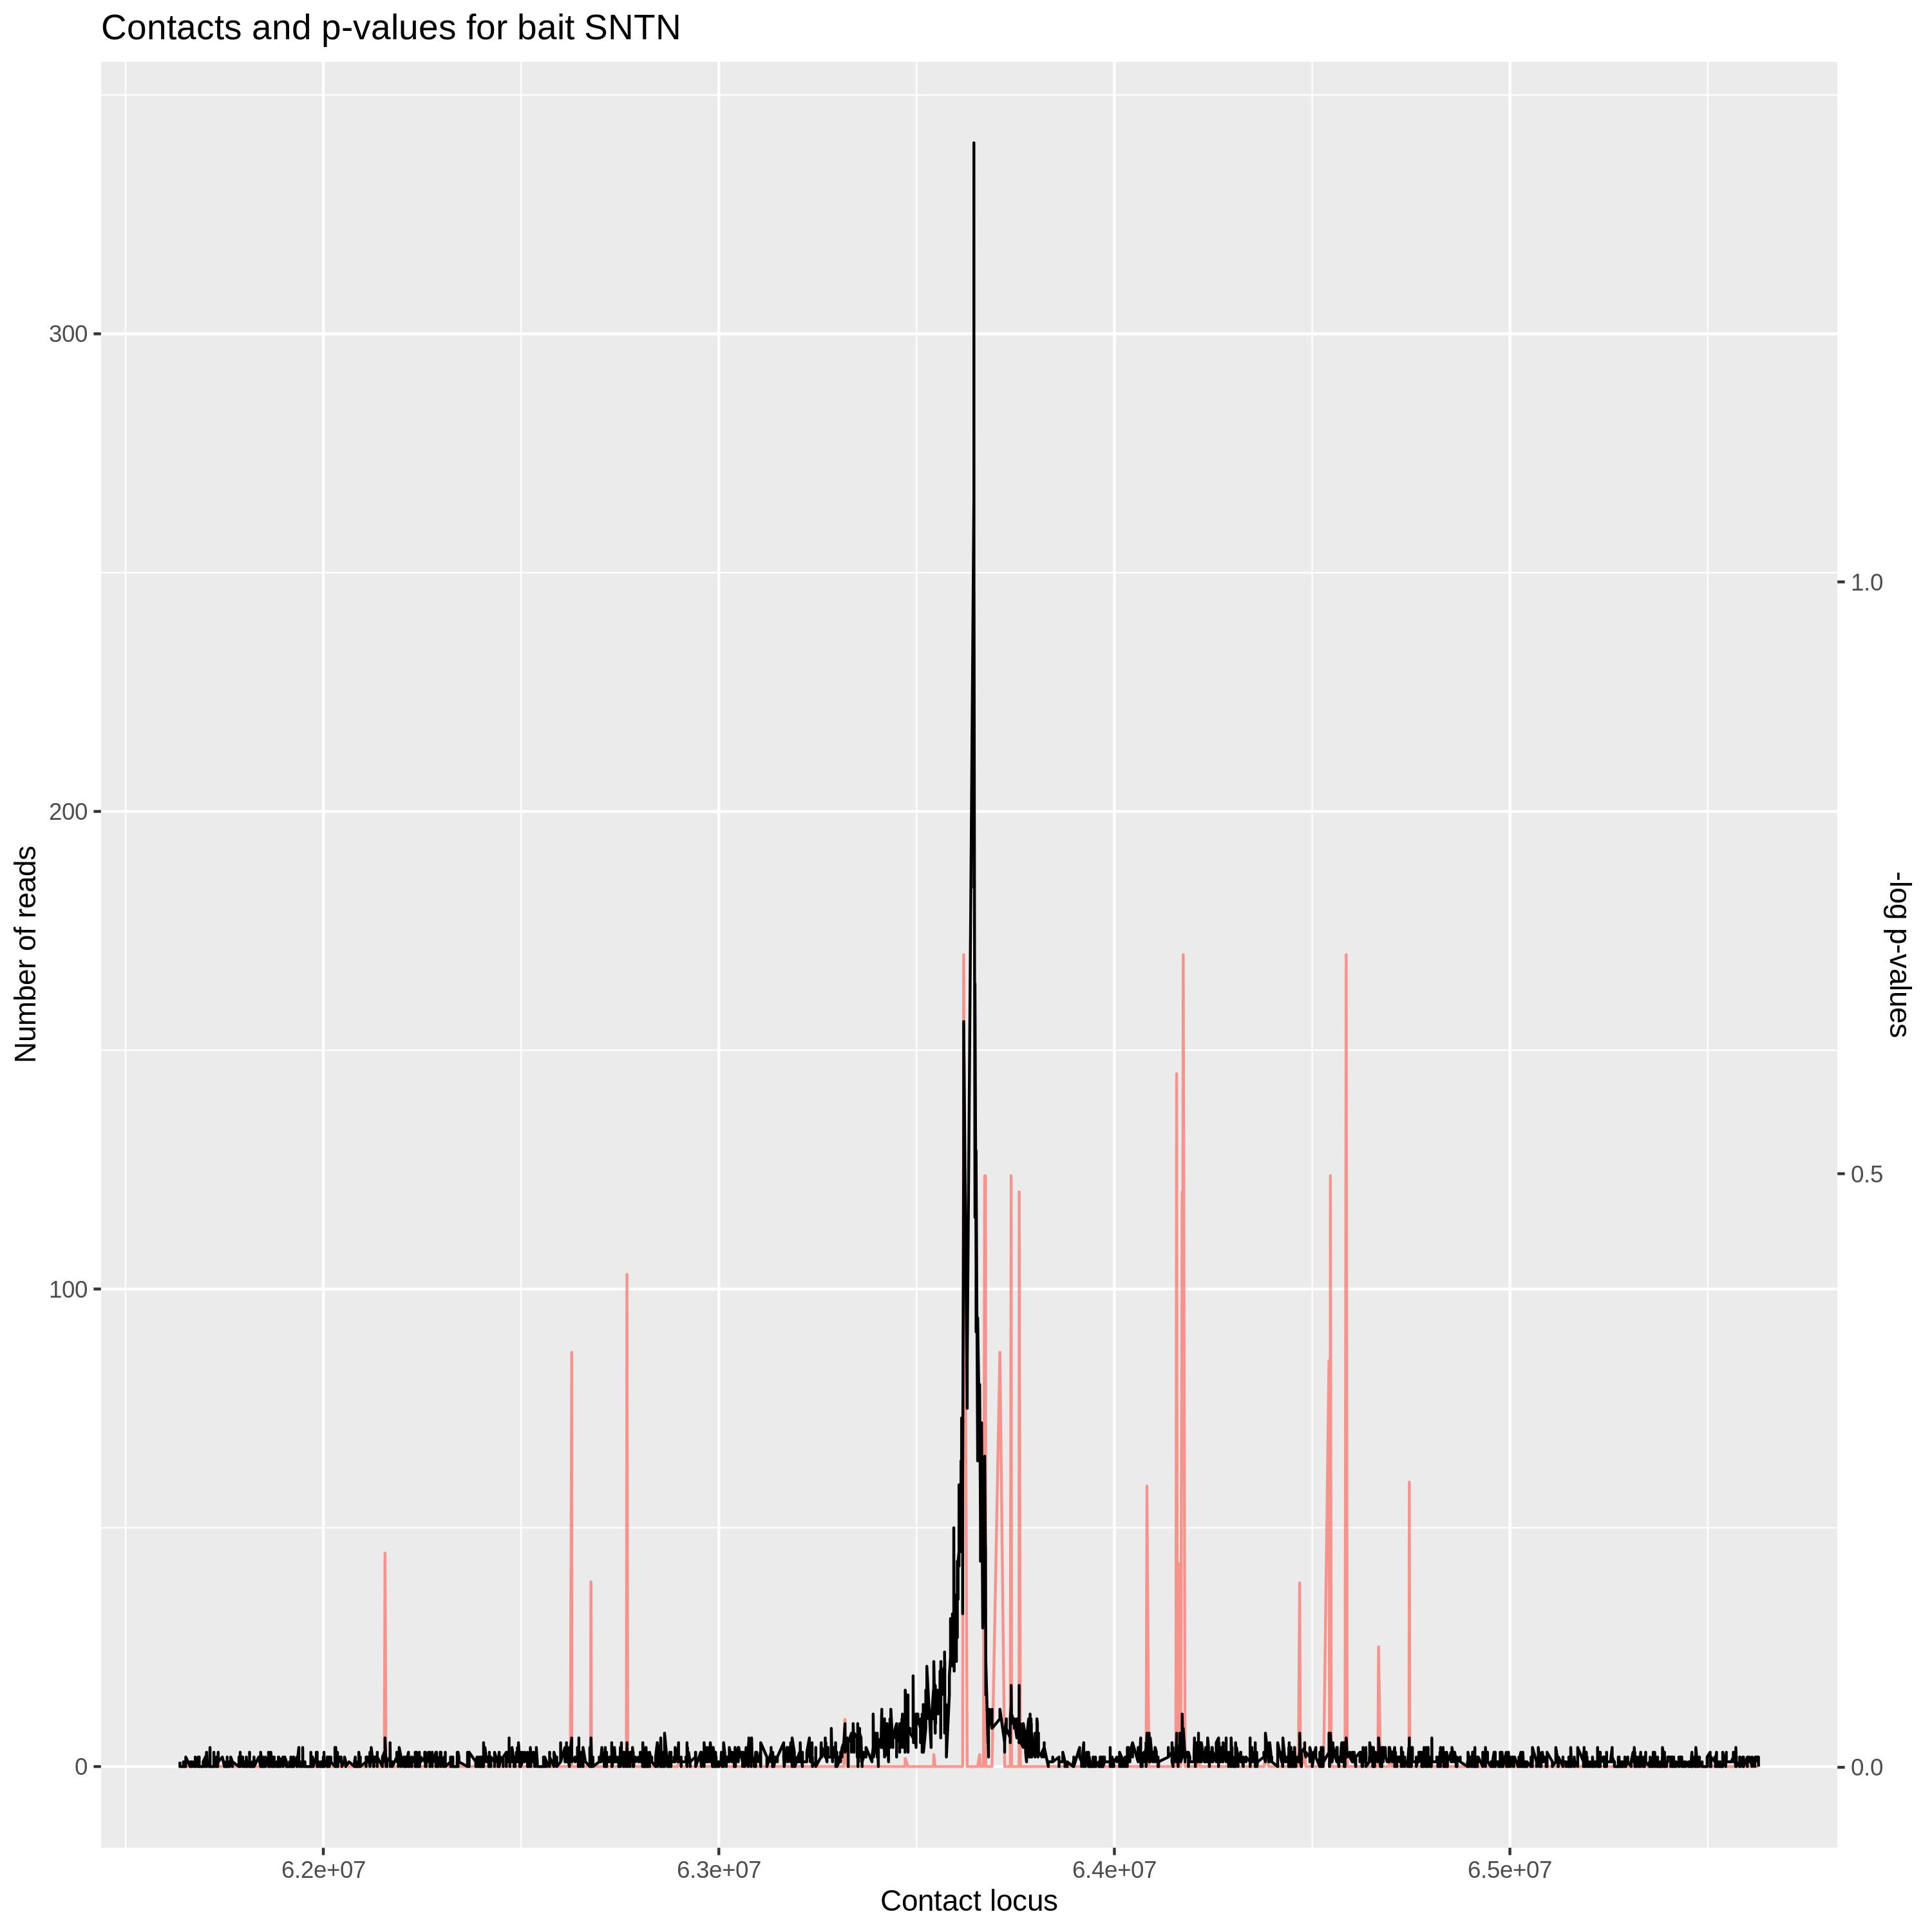 Contacts and p-values for bait SNTN
300
200
100
0
Number of reads
1.0
0.5
0.0
-log p-values
6.2e+07
6.3e+07
6.4e+07
6.5e+07
Contact locus